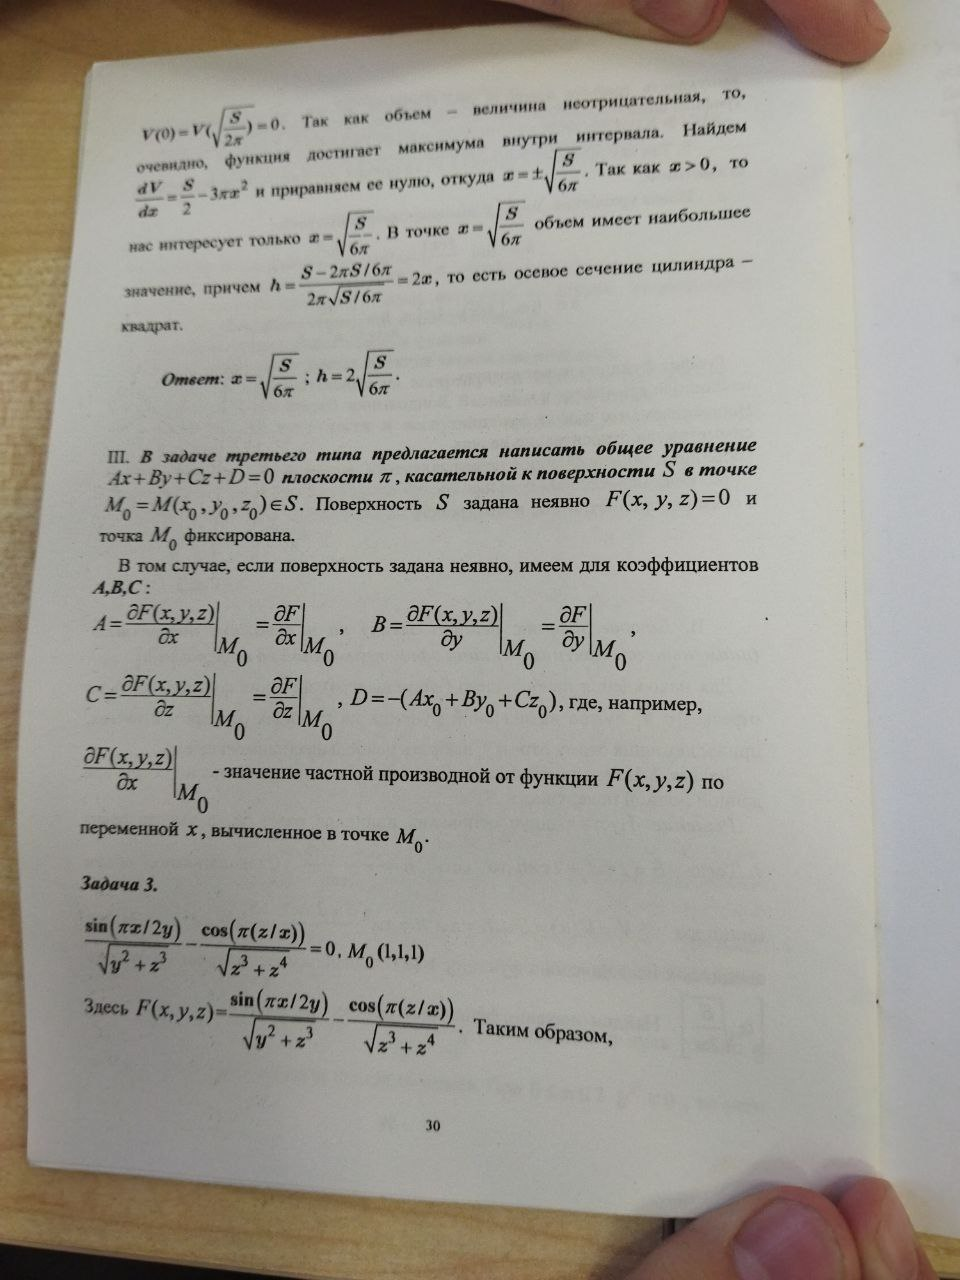 V(0) = V(√(S/2π)) = 0. Так как объем – величина неотрицательная, то,
очевидно, функция достигает максимума внутри интервала. Найдем
dV/dx = S/2 − 3πx² и приравняем ее нулю, откуда x = ±√(S/6π). Так как x > 0, то
нас интересует только x = √(S/6π). В точке x = √(S/6π) объем имеет наибольшее
значение, причем h = (S − 2πS/6π)/(2π√(S/6π)) = 2x, то есть осевое сечение цилиндра –
квадрат.
Ответ: x = √(S/6π) ; h = 2√(S/6π).
III. В задаче третьего типа предлагается написать общее уравнение
Ax + By + Cz + D = 0 плоскости π, касательной к поверхности S в точке
M₀ = M(x₀, y₀, z₀) ∈ S. Поверхность S задана неявно F(x, y, z) = 0 и
точка M₀ фиксирована.
В том случае, если поверхность задана неявно, имеем для коэффициентов
A,B,C :
A = ∂F(x,y,z)/∂x|M₀ = ∂F/∂x|M₀ , B = ∂F(x,y,z)/∂y|M₀ = ∂F/∂y|M₀ ,
C = ∂F(x,y,z)/∂z|M₀ = ∂F/∂z|M₀ , D = −(Ax₀ + By₀ + Cz₀), где, например,
∂F(x,y,z)/∂x|M₀ - значение частной производной от функции F(x,y,z) по
переменной x, вычисленное в точке M₀.
Задача 3.
sin(πx/2y)/√(y² + z³) − cos(π(z/x))/√(z³ + z⁴) = 0, M₀(1,1,1)
Здесь F(x,y,z) = sin(πx/2y)/√(y² + z³) − cos(π(z/x))/√(z³ + z⁴). Таким образом,
30